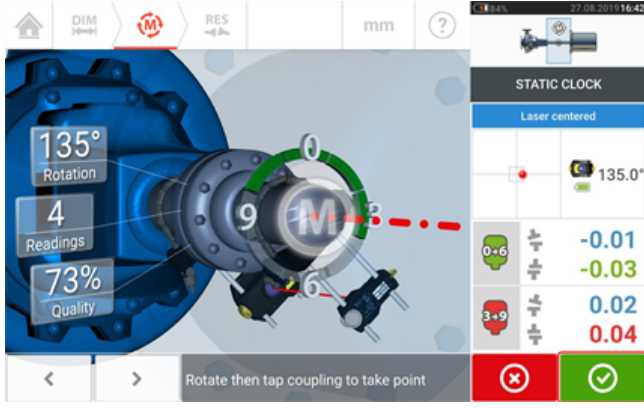 84% 27.08.2019 16:42
DIM
M
RES
mm
?
STATIC CLOCK
Laser centered
135.0°
135°
Rotation
4
Readings
73%
Quality
0
9
M
3
6
0→6
-0.01
-0.03
3→9
0.02
0.04
Rotate then tap coupling to take point